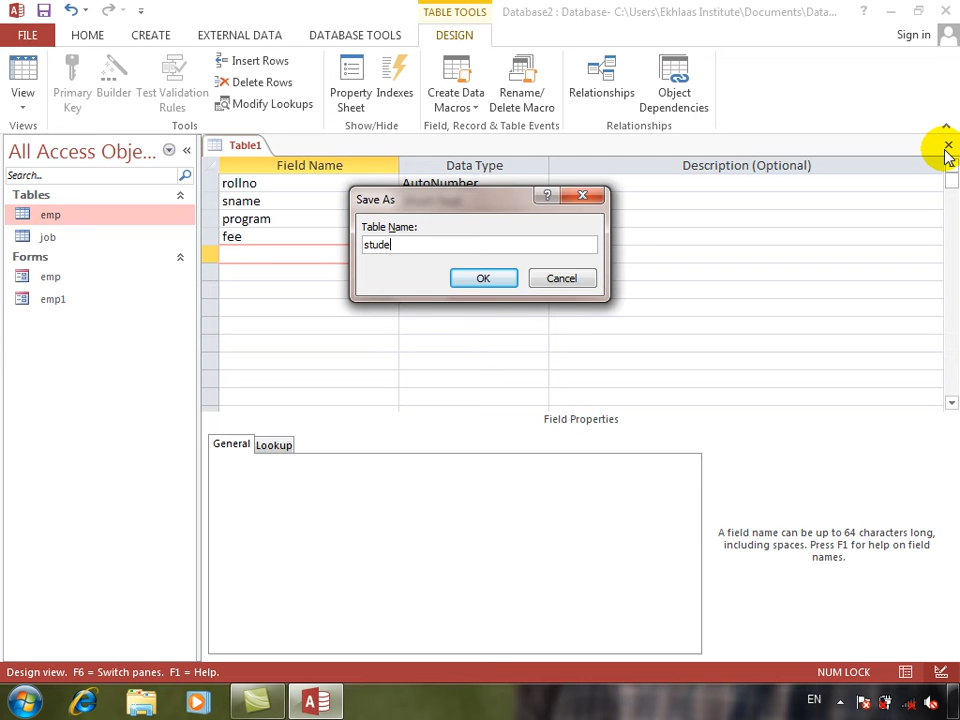 TABLE TOOLS
Database2 : Database- C:\Users\Ekhlaas Institute\Documents\Data...
FILE HOME CREATE EXTERNAL DATA DATABASE TOOLS DESIGN Sign in
View
Primary Key
Builder
Test Validation Rules
Insert Rows
Delete Rows
Modify Lookups
Property Sheet
Indexes
Create Data Macros
Rename/ Delete Macro
Relationships
Object Dependencies
Views Tools Show/Hide Field, Record & Table Events Relationships
All Access Obje...
Search...
Tables
emp
job
Forms
emp
emp1
Table1
Field Name Data Type Description (Optional)
rollno AutoNumber
sname
program
fee
Save As
Table Name:
stude
OK Cancel
Field Properties
General Lookup
A field name can be up to 64 characters long,
including spaces. Press F1 for help on field
names.
Design view. F6 = Switch panes. F1 = Help. NUM LOCK
EN 7:20 PM